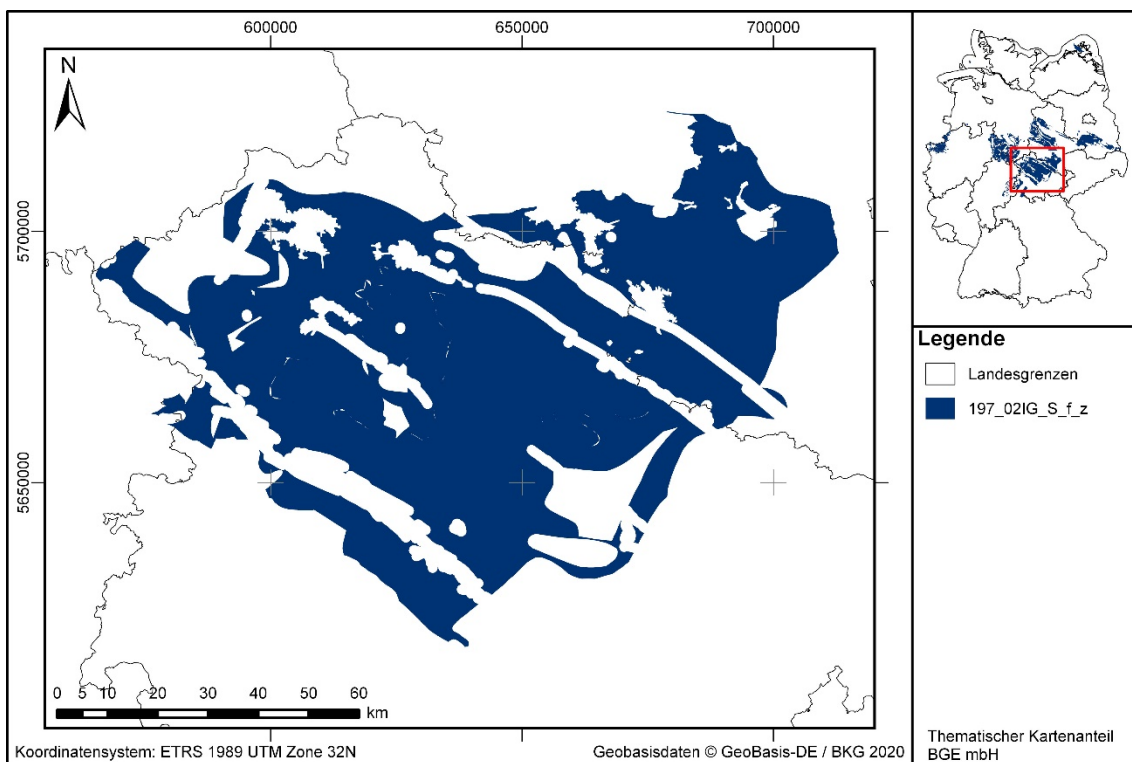 600000 650000 700000
N
5700000
5650000
0 5 10 20 30 40 50 60
km
Koordinatensystem: ETRS 1989 UTM Zone 32N
Geobasisdaten © GeoBasis-DE / BKG 2020
Legende
Landesgrenzen
197_02IG_S_f_z
Thematischer Kartenanteil
BGE mbH